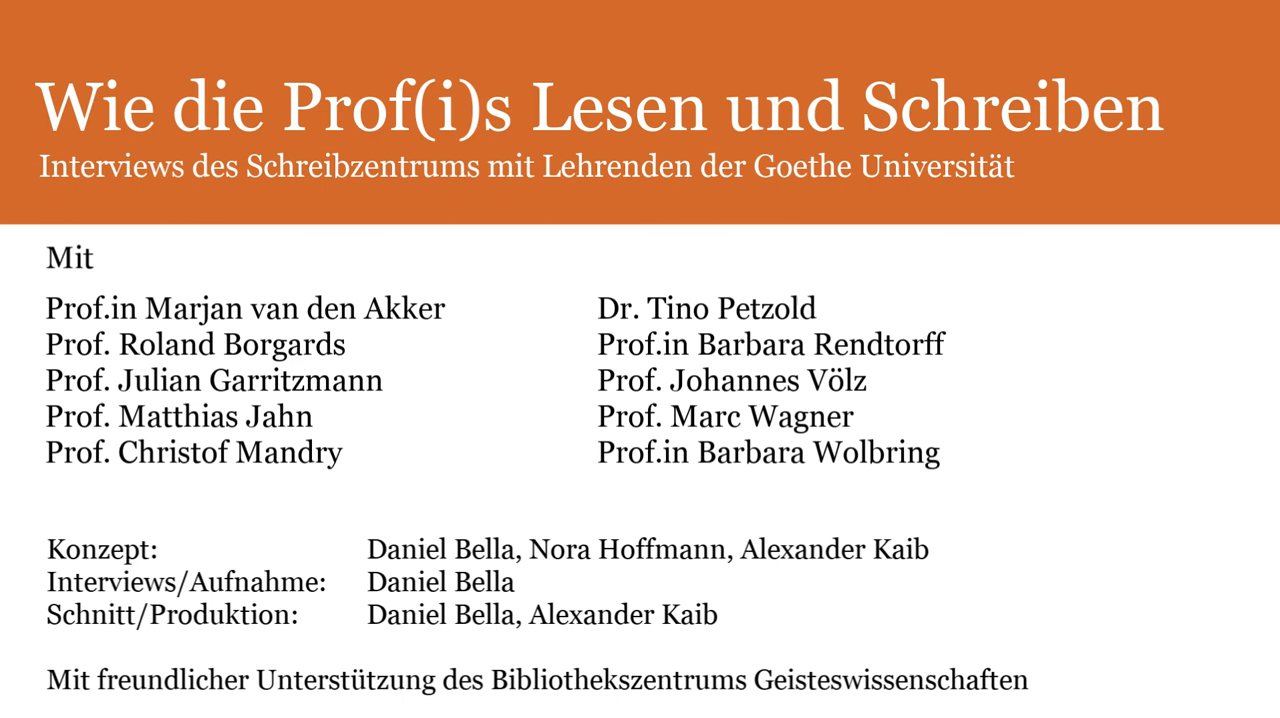 Wie die Prof(i)s Lesen und Schreiben
Interviews des Schreibzentrums mit Lehrenden der Goethe Universität
Mit
Prof.in Marjan van den Akker
Prof. Roland Borgards
Prof. Julian Garritzmann
Prof. Matthias Jahn
Prof. Christof Mandry
Dr. Tino Petzold
Prof.in Barbara Rendtorff
Prof. Johannes Völz
Prof. Marc Wagner
Prof.in Barbara Wolbring
Konzept: Daniel Bella, Nora Hoffmann, Alexander Kaib
Interviews/Aufnahme: Daniel Bella
Schnitt/Produktion: Daniel Bella, Alexander Kaib
Mit freundlicher Unterstützung des Bibliothekszentrums Geisteswissenschaften